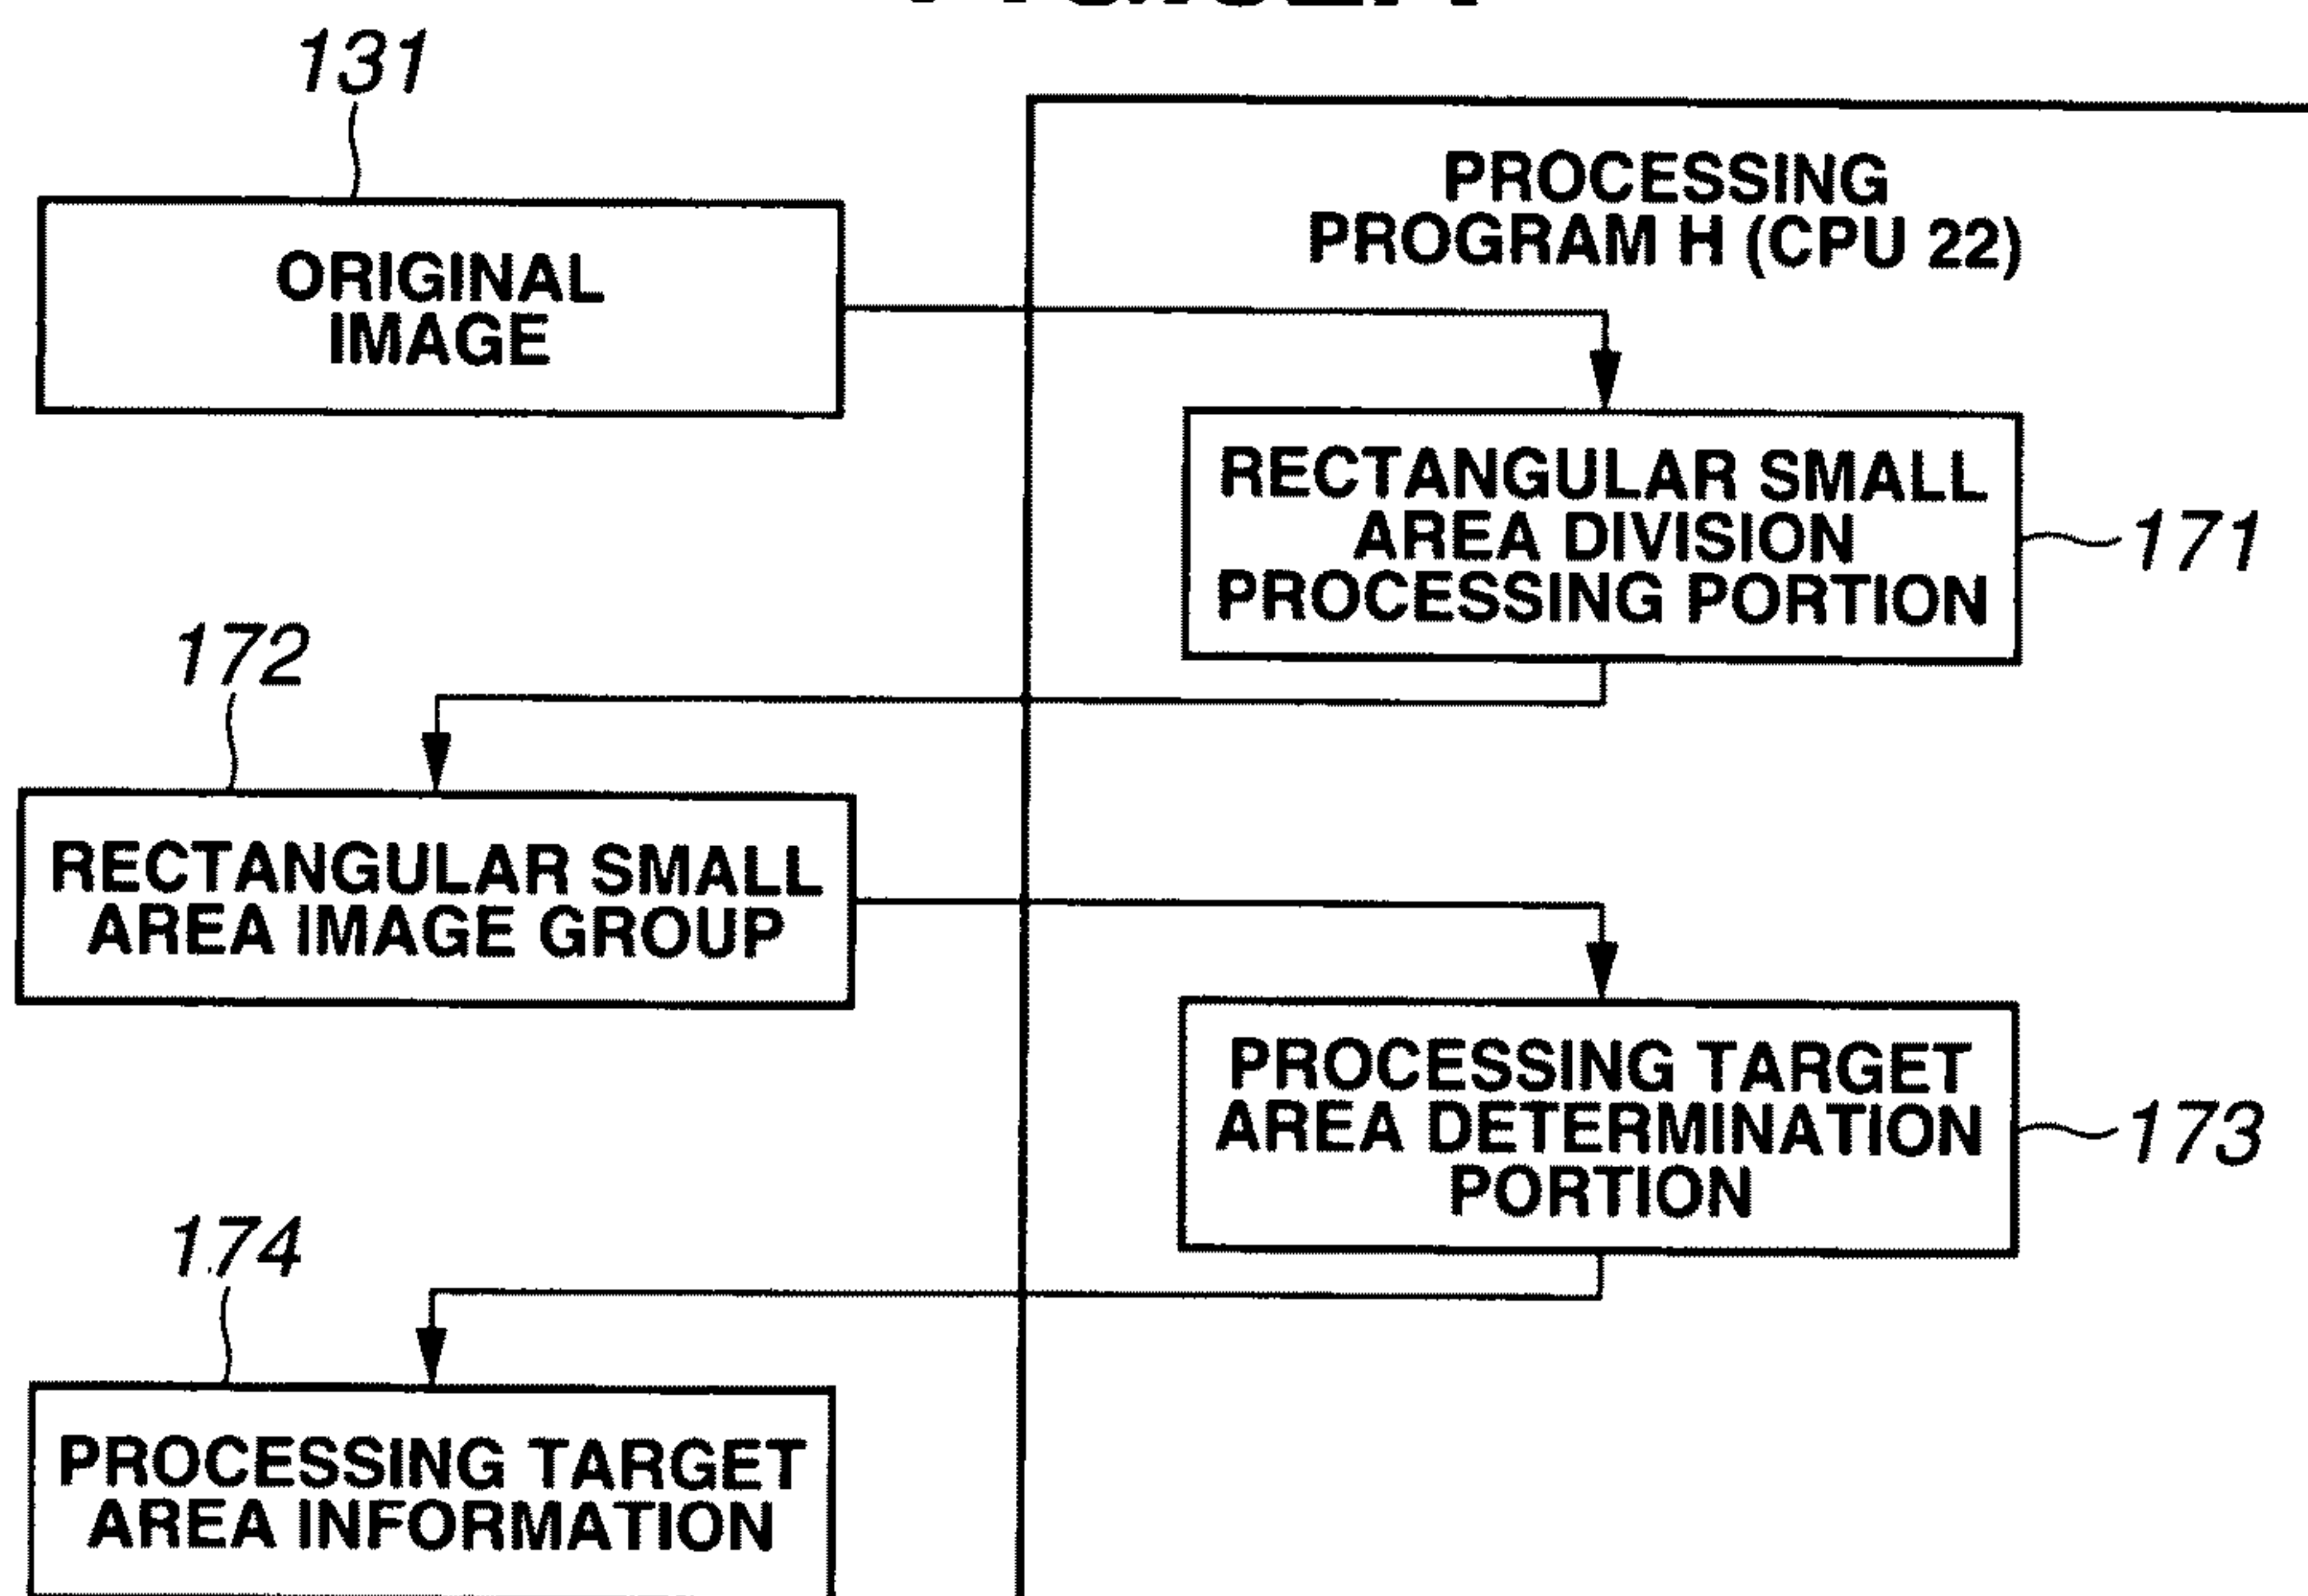 131
PROCESSING
PROGRAM H (CPU 22)
ORIGINAL
IMAGE
RECTANGULAR SMALL
AREA DIVISION
PROCESSING PORTION
171
172
RECTANGULAR SMALL
AREA IMAGE GROUP
PROCESSING TARGET
AREA DETERMINATION
PORTION
173
174
PROCESSING TARGET
AREA INFORMATION